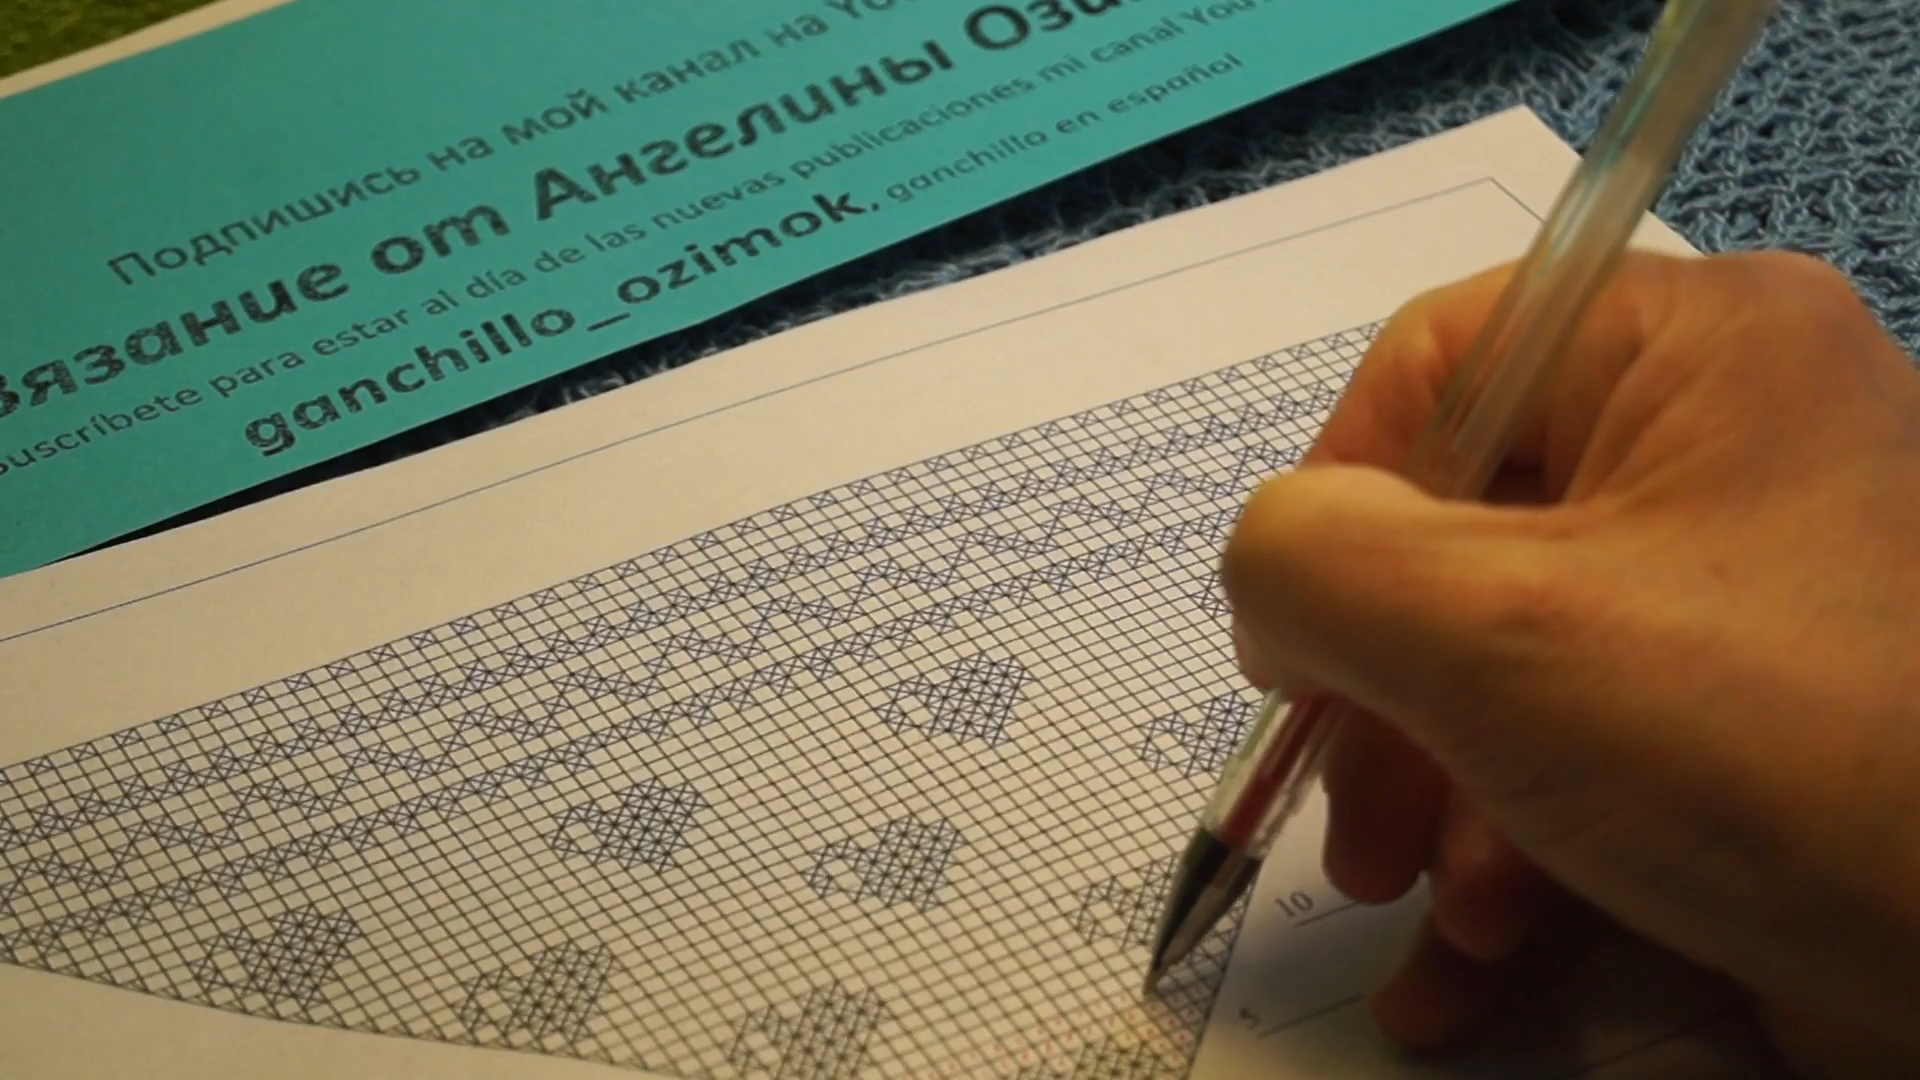 Подпишись на мой канал на
Вязание от Ангелины
Suscríbete para estar al día de las nuevas publicaciones mi canal
ganchillo_ozimok, ganchillo en español
10
5